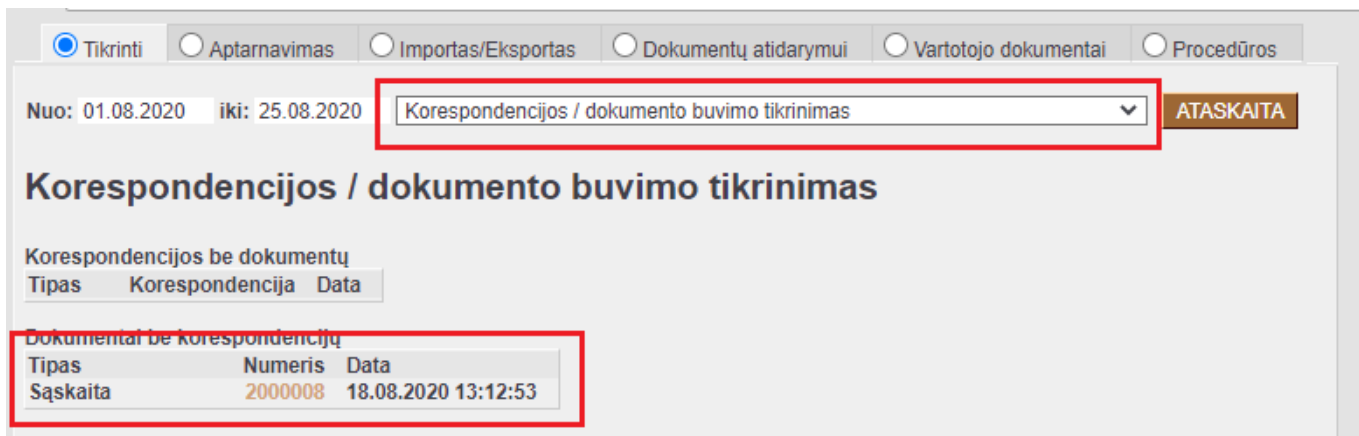 Tikrinti Aptarnavimas Importas/Eksportas Dokumentų atidarymui Vartotojo dokumentai Procedūros
Nuo: 01.08.2020 iki: 25.08.2020 Korespondencijos / dokumento buvimo tikrinimas ATASKAITA
Korespondencijos / dokumento buvimo tikrinimas
Korespondencijos be dokumentų
Tipas Korespondencija Data
Dokumentai be korespondencijų
Tipas Numeris Data
Sąskaita 2000008 18.08.2020 13:12:53